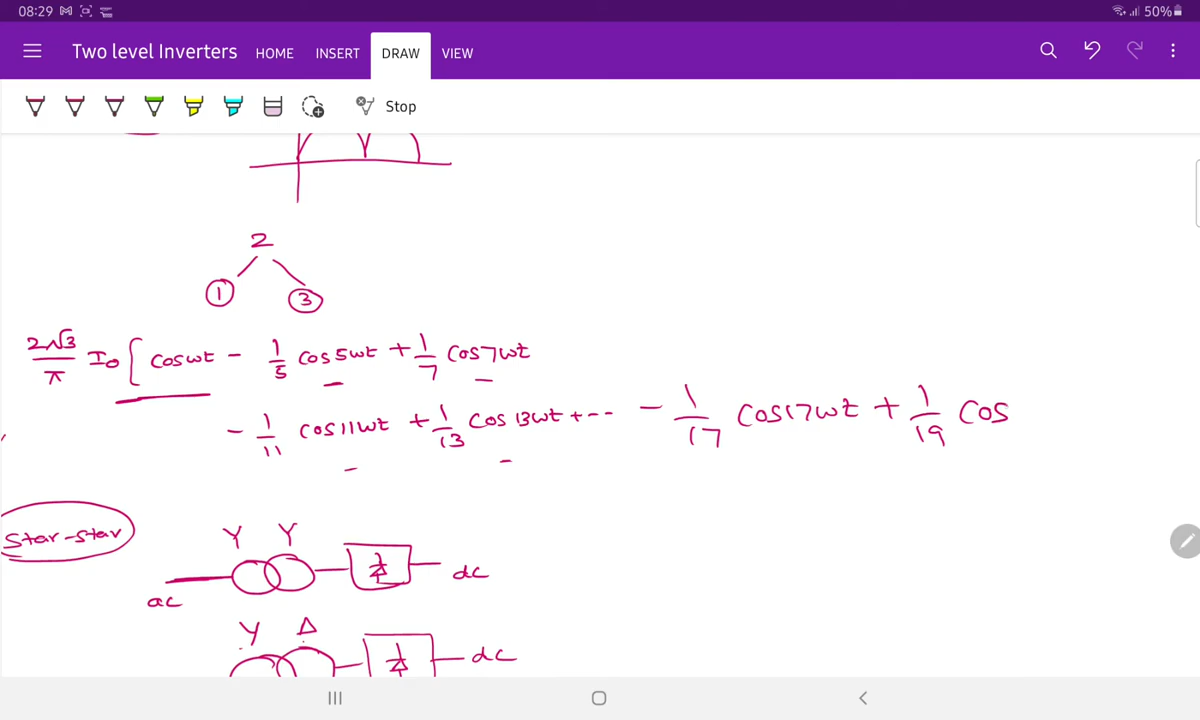 08:29 50%
Two level Inverters HOME INSERT DRAW VIEW
Stop
2
1 3
2√3/π I₀ [ cosωt - 1/5 cos5ωt + 1/7 cos7ωt
- 1/11 cos11ωt + 1/13 cos13ωt + --- - 1/17 cos17ωt + 1/19 cos
Star-Star
Y Y
ac dc
Y Δ
dc